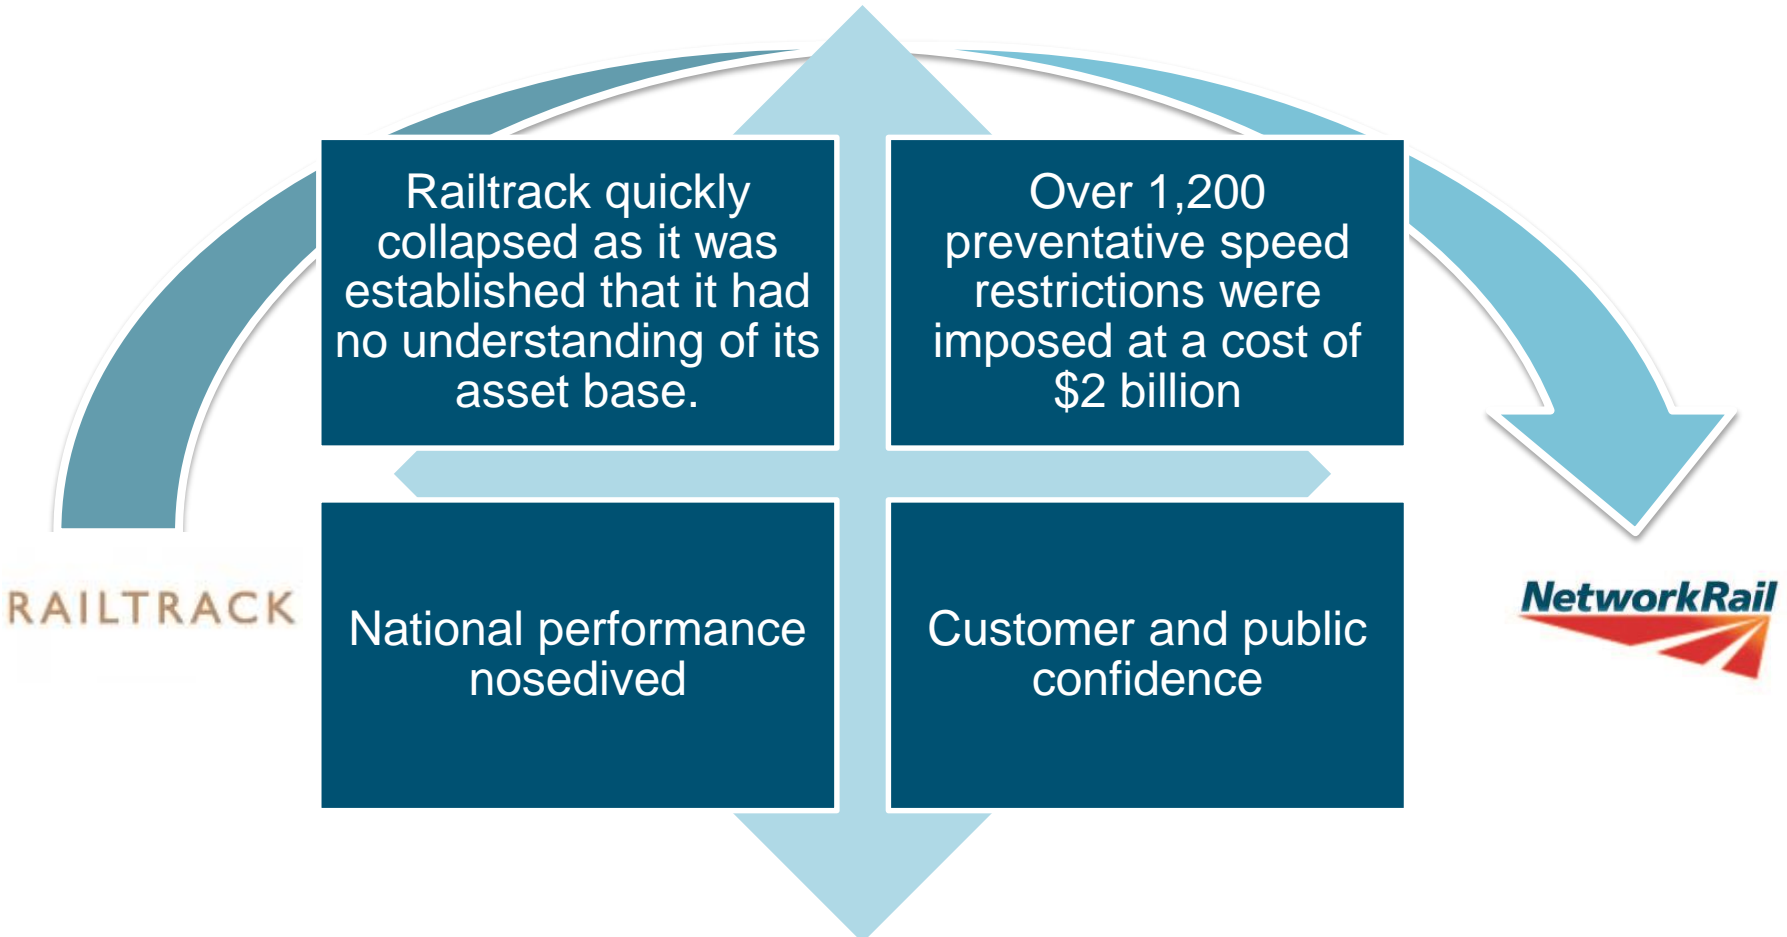 Railtrack quickly
collapsed as it was
established that it had
no understanding of its
asset base.
Over 1,200
preventative speed
restrictions were
imposed at a cost of
$2 billion
RAILTRACK
National performance
nosedived
Customer and public
confidence
NetworkRail